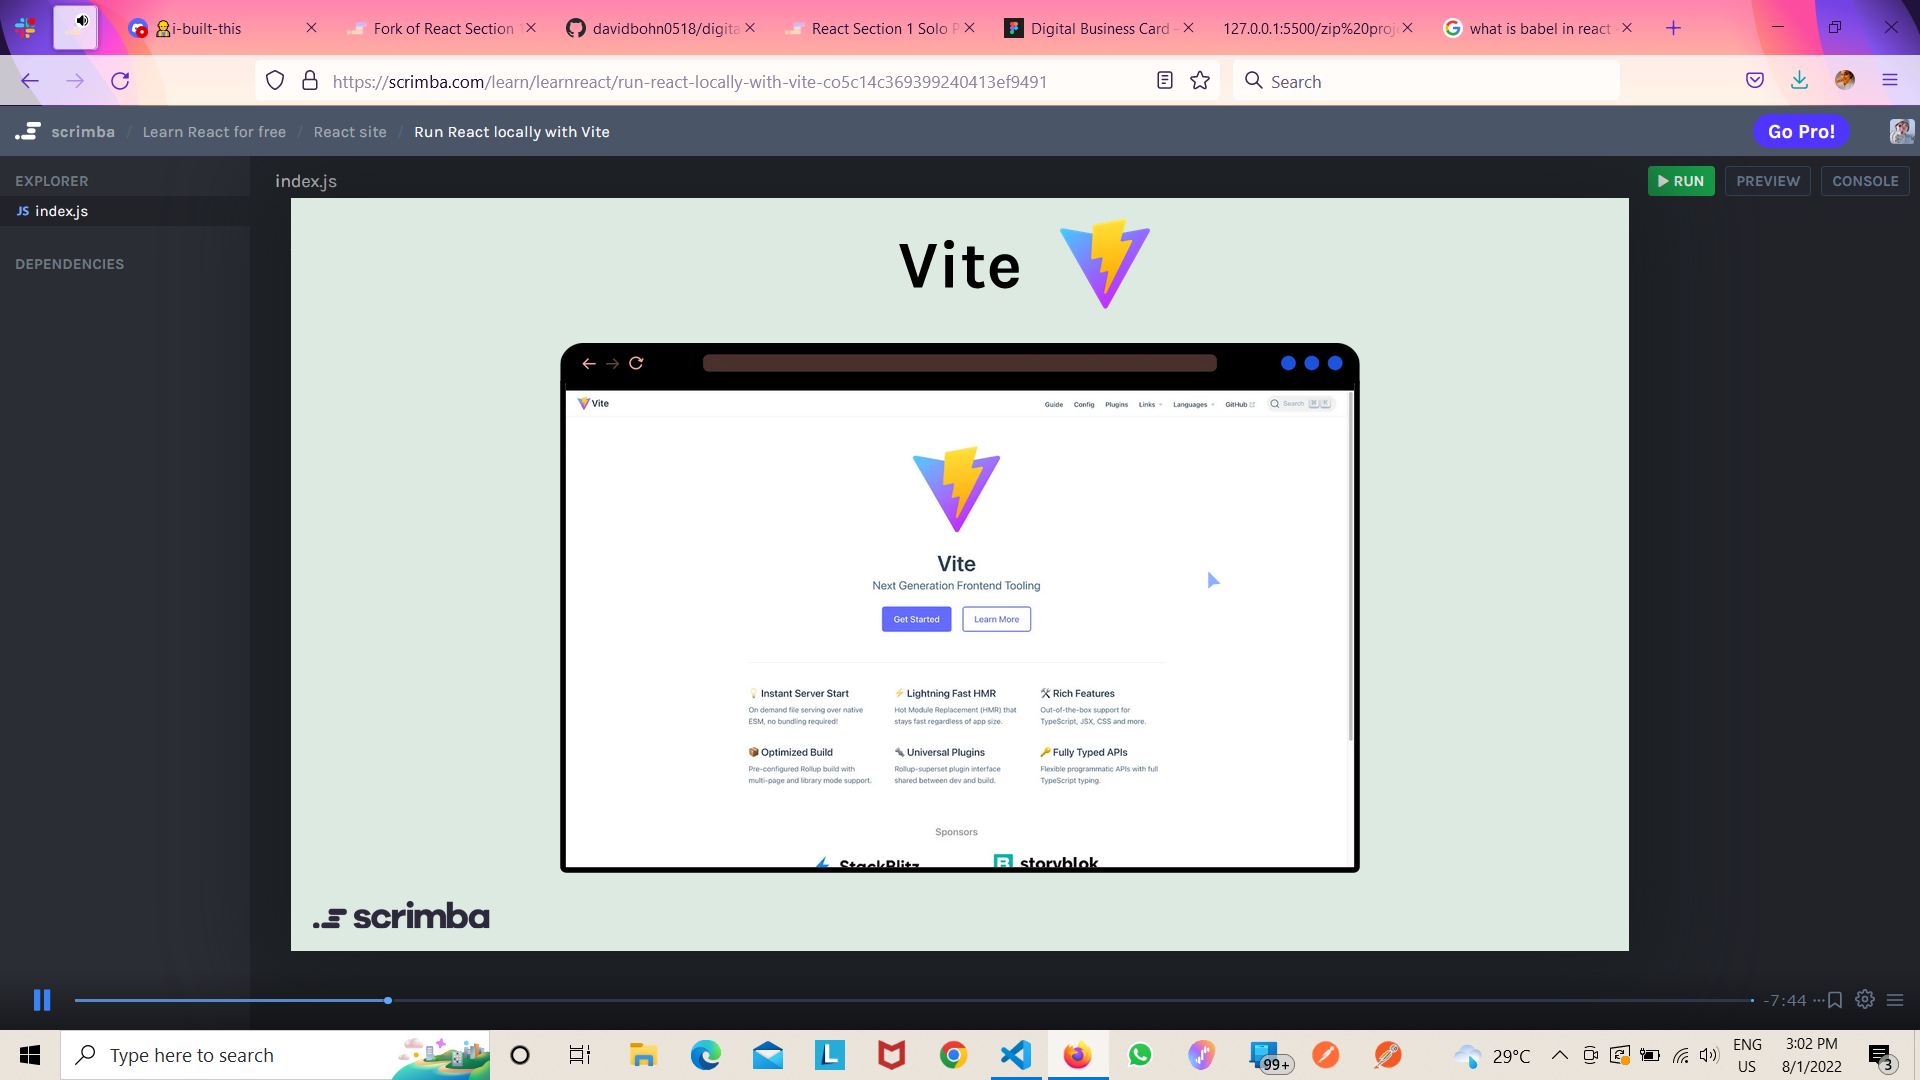 i-built-this
Fork of React Section
davidbohn0518/digita
React Section 1 Solo P
Digital Business Card
127.0.0.1:5500/zip%20proj
what is babel in react
https://scrimba.com/learn/learnreact/run-react-locally-with-vite-co5c14c369399240413ef9491
Search
scrimba / Learn React for free / React site / Run React locally with Vite
Go Pro!
EXPLORER
index.js
RUN
PREVIEW
CONSOLE
JS index.js
DEPENDENCIES
Vite
Vite
Guide Config Plugins Links Languages GitHub Search
Vite
Next Generation Frontend Tooling
Get Started
Learn More
Instant Server Start
On demand file serving over native
ESM, no bundling required!
Lightning Fast HMR
Hot Module Replacement (HMR) that
stays fast regardless of app size.
Rich Features
Out-of-the-box support for
TypeScript, JSX, CSS and more.
Optimized Build
Pre-configured Rollup build with
multi-page and library mode support.
Universal Plugins
Rollup-superset plugin interface
shared between dev and build.
Fully Typed APIs
Flexible programmatic APIs with full
TypeScript typing.
Sponsors
StackBlitz
storyblok
scrimba
-7:44
Type here to search
L
99+
29°C
ENG
US
3:02 PM
8/1/2022
3